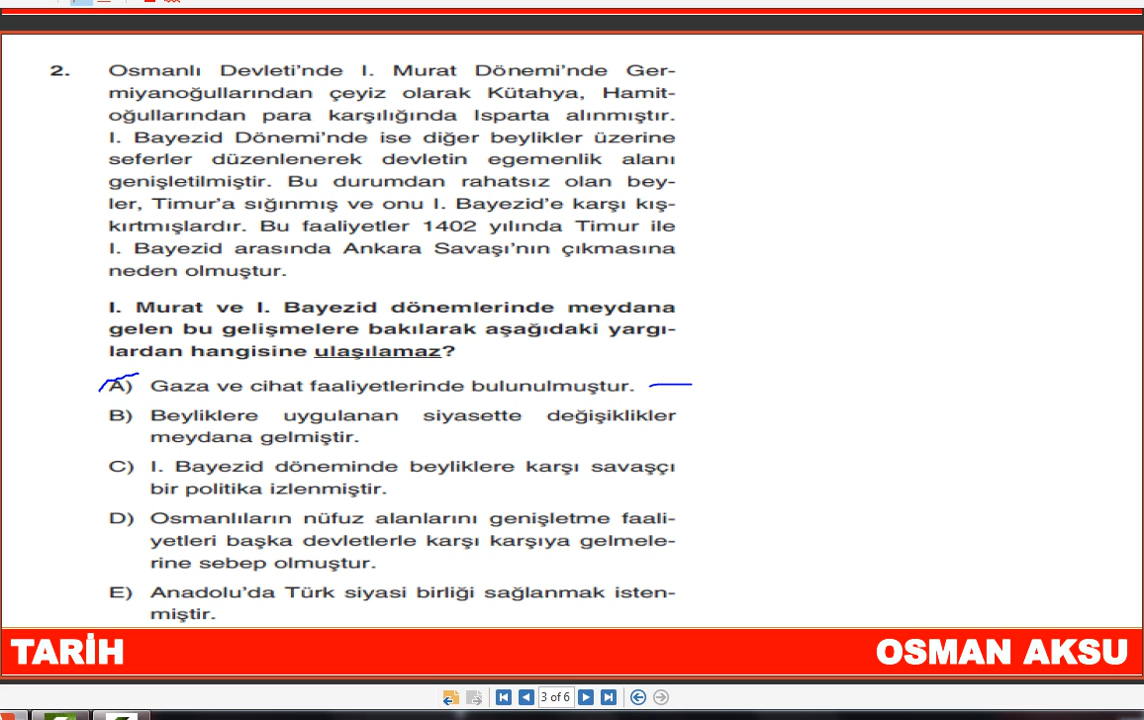 2. Osmanlı Devleti’nde I. Murat Dönemi’nde Ger-
miyanoğullarından çeyiz olarak Kütahya, Hamit-
oğullarından para karşılığında Isparta alınmıştır.
I. Bayezid Dönemi’nde ise diğer beylikler üzerine
seferler düzenlenerek devletin egemenlik alanı
genişletilmiştir. Bu durumdan rahatsız olan bey-
ler, Timur’a sığınmış ve onu I. Bayezid’e karşı kış-
kırtmışlardır. Bu faaliyetler 1402 yılında Timur ile
I. Bayezid arasında Ankara Savaşı’nın çıkmasına
neden olmuştur.
I. Murat ve I. Bayezid dönemlerinde meydana
gelen bu gelişmelere bakılarak aşağıdaki yargı-
lardan hangisine ulaşılamaz?
A) Gaza ve cihat faaliyetlerinde bulunulmuştur.
B) Beyliklere uygulanan siyasette değişiklikler
meydana gelmiştir.
C) I. Bayezid döneminde beyliklere karşı savaşçı
bir politika izlenmiştir.
D) Osmanlıların nüfuz alanlarını genişletme faali-
yetleri başka devletlerle karşı karşıya gelmele-
rine sebep olmuştur.
E) Anadolu’da Türk siyasi birliği sağlanmak isten-
miştir.
TARİH OSMAN AKSU
3 of 6